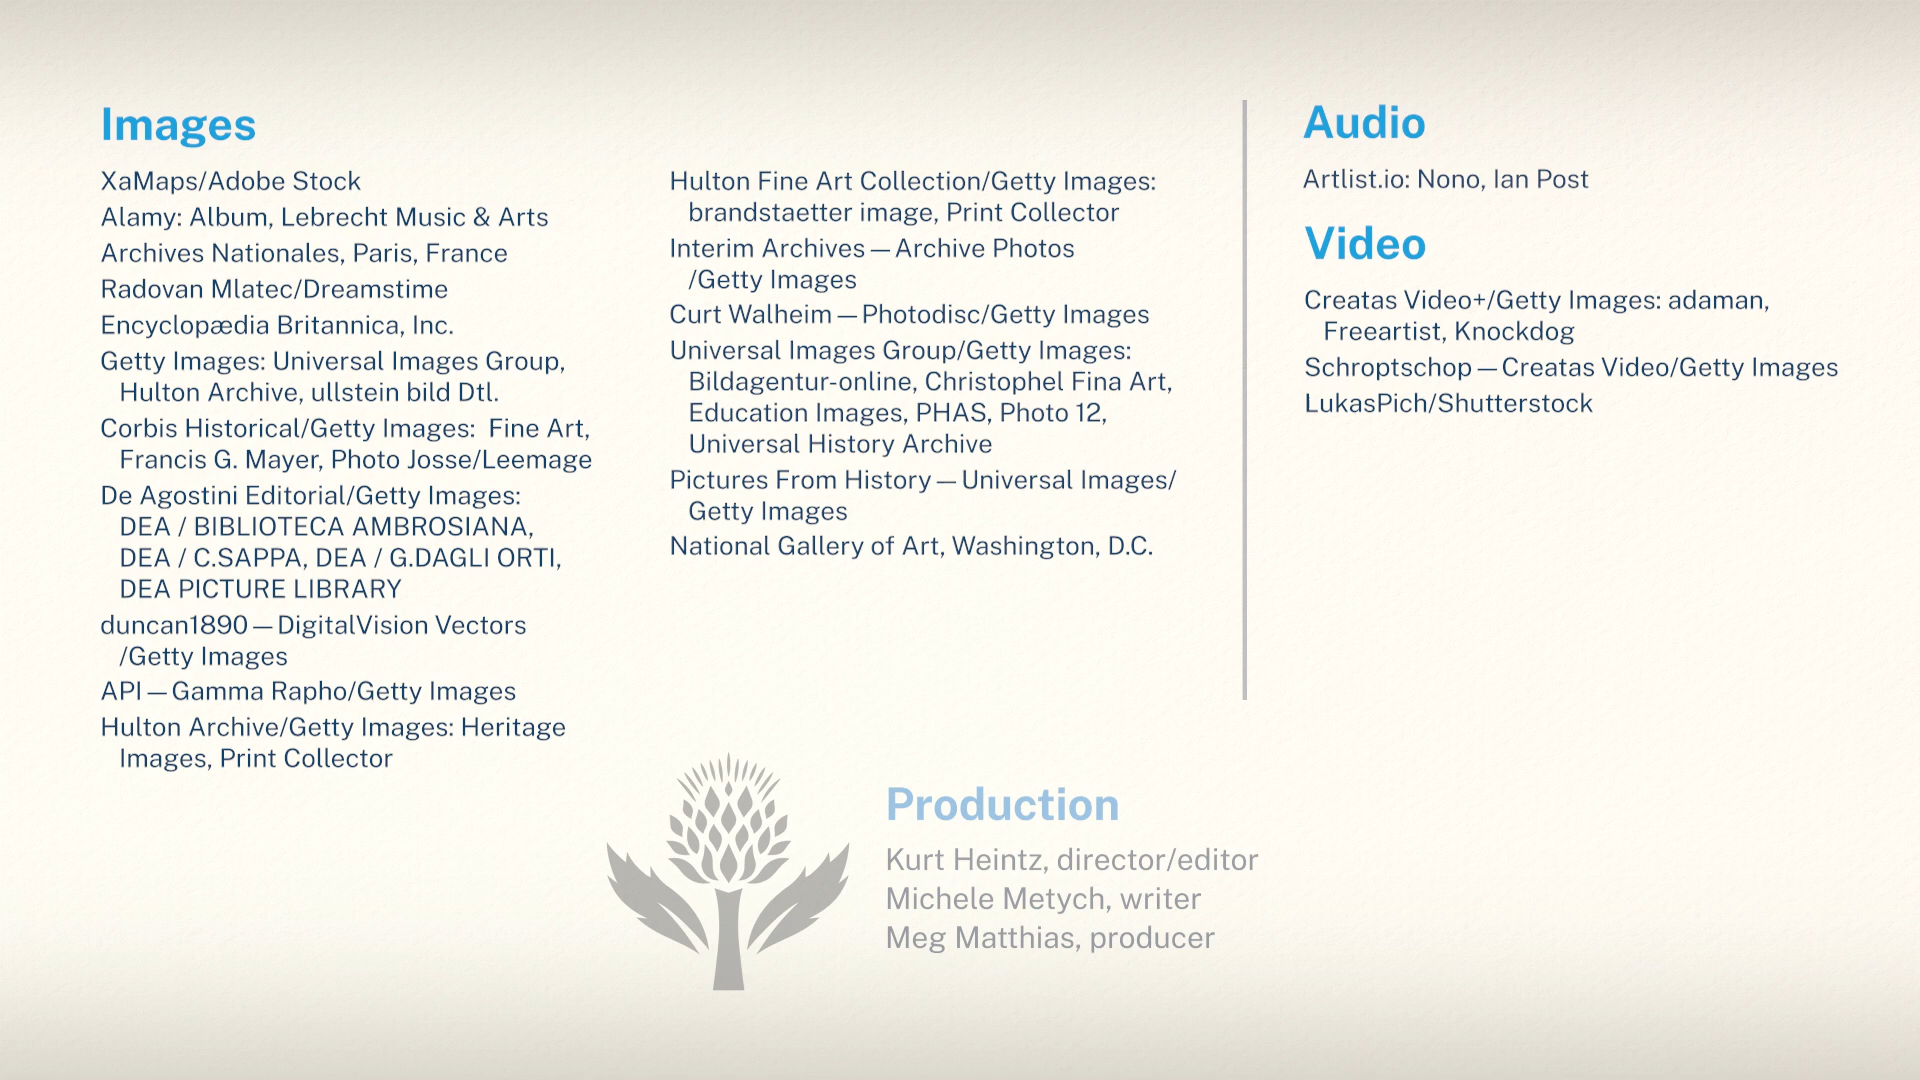 Images
XaMaps/Adobe Stock
Alamy: Album, Lebrecht Music & Arts
Archives Nationales, Paris, France
Radovan Mlatec/Dreamstime
Encyclopædia Britannica, Inc.
Getty Images: Universal Images Group,
Hulton Archive, ullstein bild Dtl.
Corbis Historical/Getty Images:  Fine Art,
Francis G. Mayer, Photo Josse/Leemage
De Agostini Editorial/Getty Images:
DEA / BIBLIOTECA AMBROSIANA,
DEA / C.SAPPA, DEA / G.DAGLI ORTI,
DEA PICTURE LIBRARY
duncan1890—DigitalVision Vectors
/Getty Images
API—Gamma Rapho/Getty Images
Hulton Archive/Getty Images: Heritage
Images, Print Collector
Hulton Fine Art Collection/Getty Images:
brandstaetter image, Print Collector
Interim Archives—Archive Photos
/Getty Images
Curt Walheim—Photodisc/Getty Images
Universal Images Group/Getty Images:
Bildagentur-online, Christophel Fina Art,
Education Images, PHAS, Photo 12,
Universal History Archive
Pictures From History—Universal Images/
Getty Images
National Gallery of Art, Washington, D.C.
Audio
Artlist.io: Nono, Ian Post
Video
Creatas Video+/Getty Images: adaman,
Freeartist, Knockdog
Schroptschop—Creatas Video/Getty Images
LukasPich/Shutterstock
Production
Kurt Heintz, director/editor
Michele Metych, writer
Meg Matthias, producer